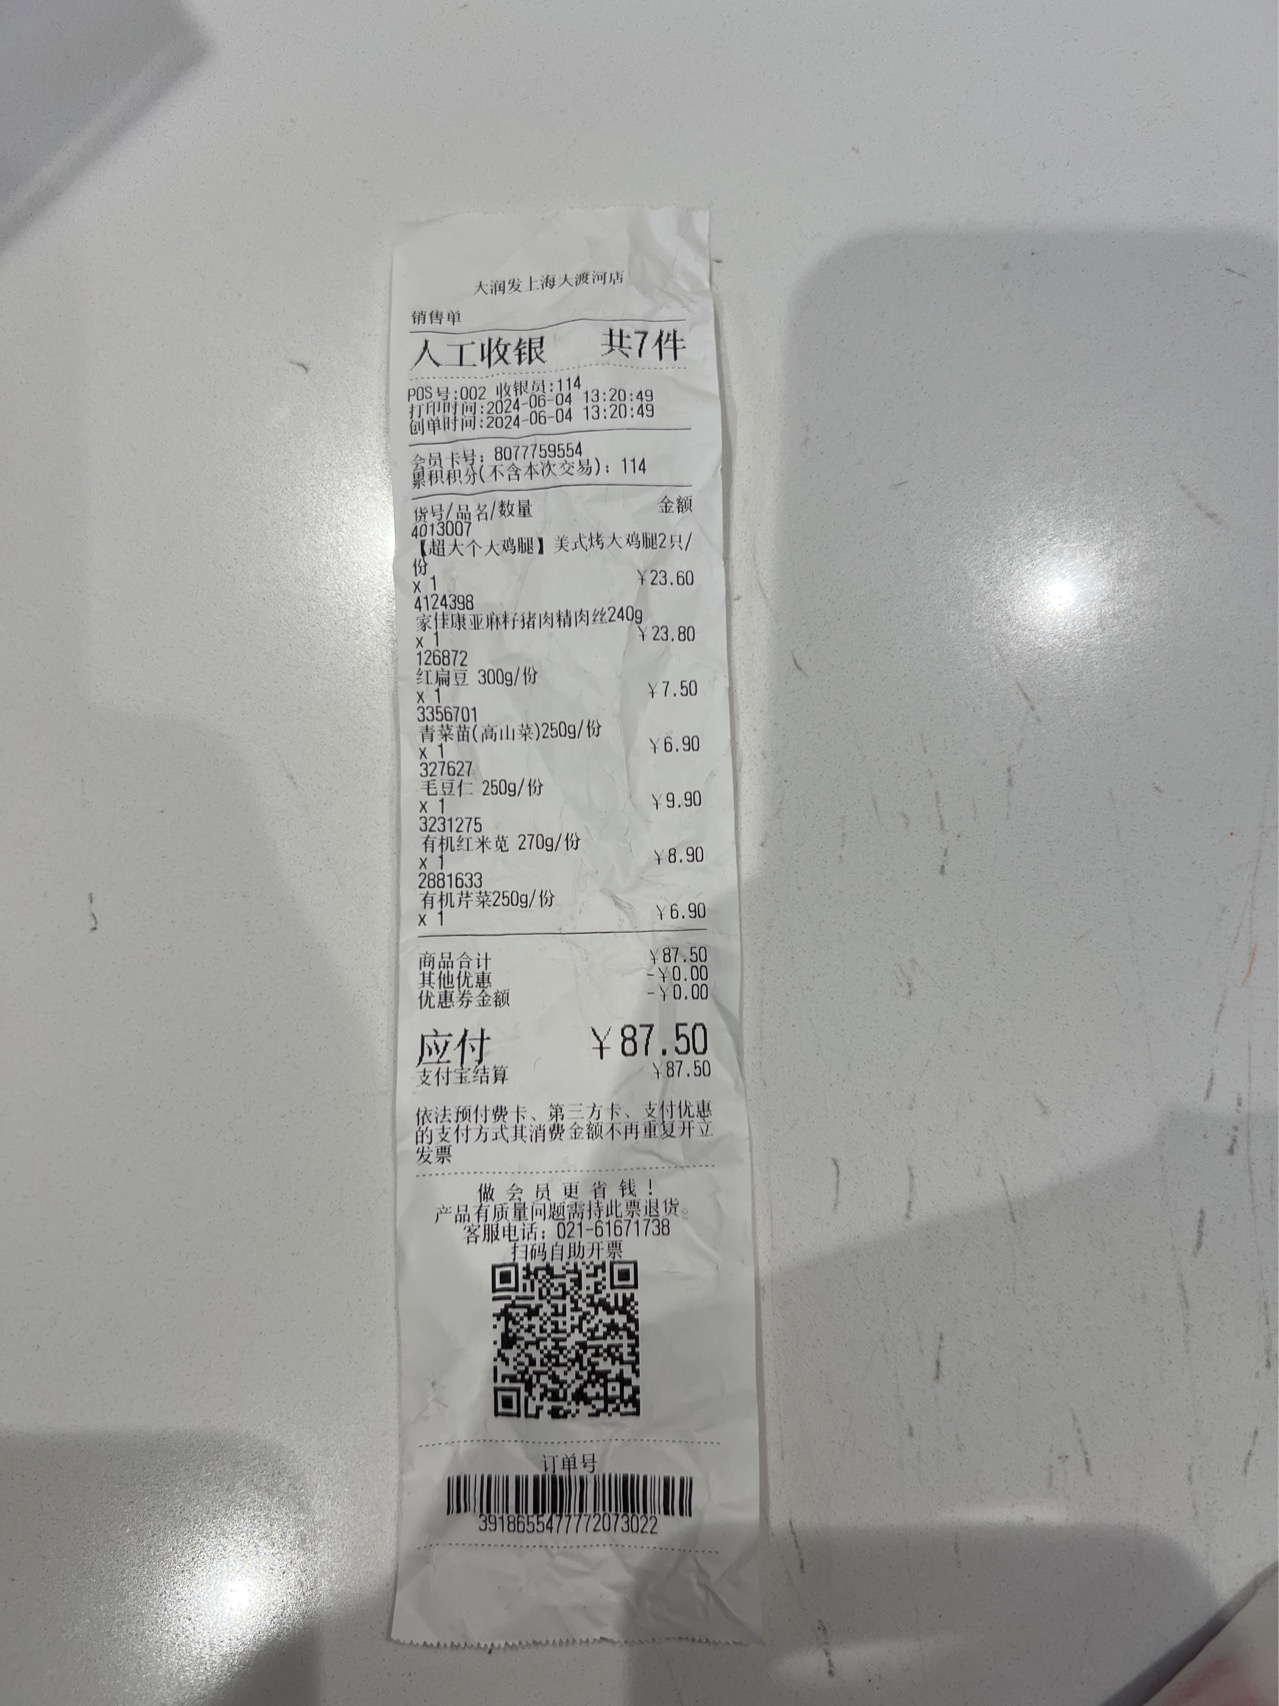 大润发上海大渡河店
销售单
人工收银 共7件
POS号:002 收银员:114
打印时间:2024-06-04 13:20:49
创单时间:2024-06-04 13:20:49
会员卡号: 8077759554
累积积分(不含本次交易): 114
货号/品名/数量 金额
4013007
【超大个大鸡腿】美式烤大鸡腿2只/
份
x 1 ¥23.60
4124398
家佳康亚麻籽猪肉精肉丝240g
x 1 ¥23.80
126872
红扁豆 300g/份
x 1 ¥7.50
3356701
青菜苗(高山菜)250g/份
x 1 ¥6.90
327627
毛豆仁 250g/份
x 1 ¥9.90
3231275
有机红米苋 270g/份
x 1 ¥8.90
2881633
有机芹菜250g/份
x 1 ¥6.90
商品合计 ¥87.50
其他优惠 -¥0.00
优惠券金额 -¥0.00
应付 ¥87.50
支付宝结算 ¥87.50
依法预付费卡、第三方卡、支付优惠
的支付方式其消费金额不再重复开立
发票
做会员更省钱!
产品有质量问题需持此票退货。
客服电话: 021-61671738
扫码自助开票
订单号
3918655477772073022